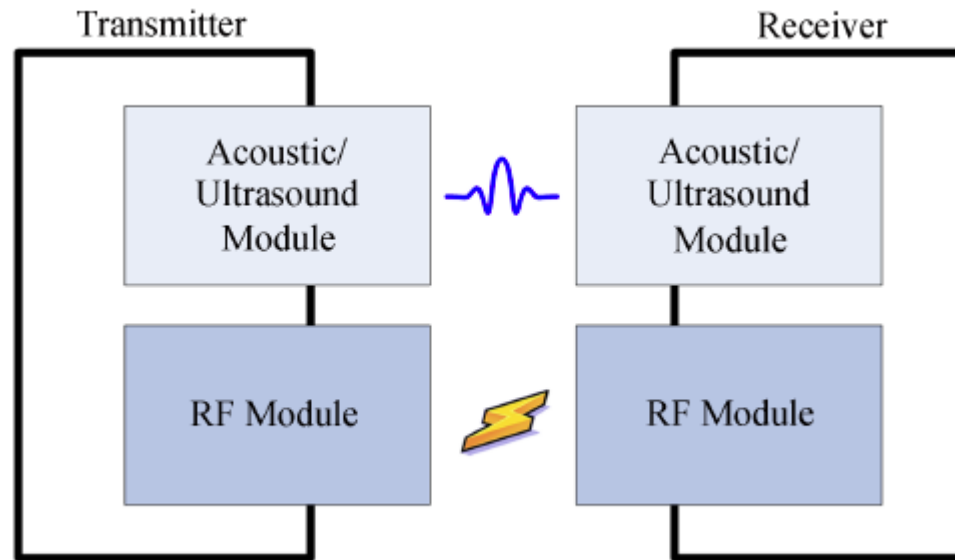 Transmitter
Receiver
Acoustic/
Ultrasound
Module
Acoustic/
Ultrasound
Module
RF Module
RF Module